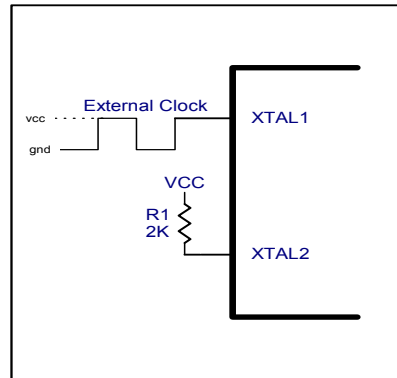 External Clock
vcc
gnd
XTAL1
VCC
R1
2K
XTAL2